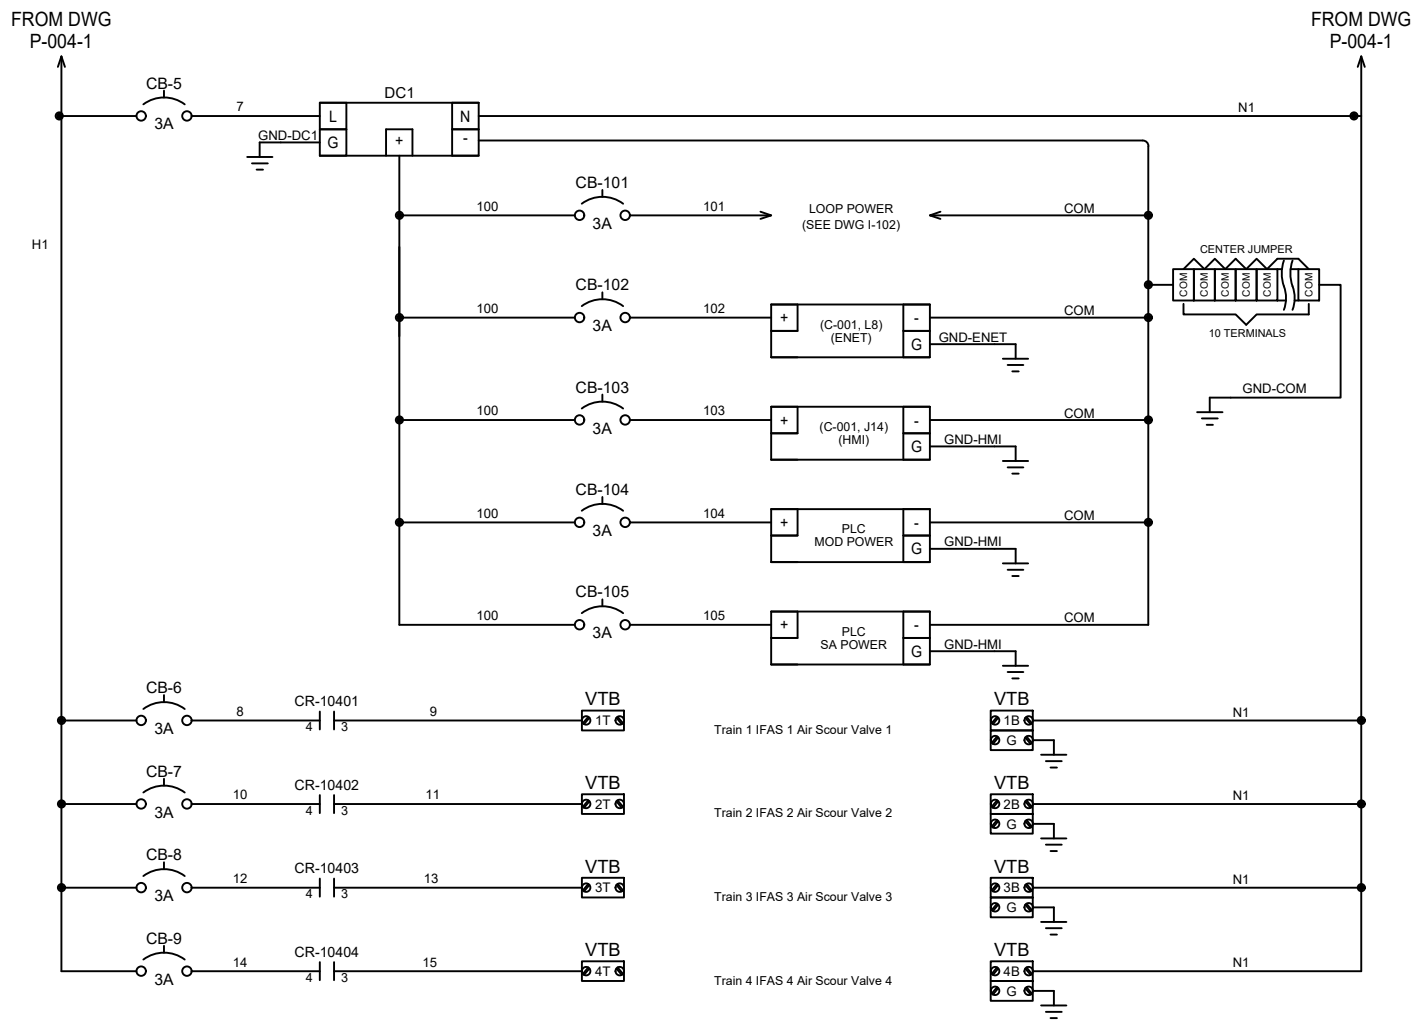 FROM DWG
P-004-1
FROM DWG
P-004-1
CB-5
3A
7
DC1
L
N
G
+
-
GND-DC1
N1
H1
100
CB-101
3A
101
LOOP POWER
(SEE DWG I-102)
COM
CENTER JUMPER
COM
COM
COM
COM
COM
COM
10 TERMINALS
GND-COM
100
CB-102
3A
102
+
(C-001, L8)
(ENET)
-
G
COM
GND-ENET
100
CB-103
3A
103
+
(C-001, J14)
(HMI)
-
G
COM
GND-HMI
100
CB-104
3A
104
+
PLC
MOD POWER
-
G
COM
GND-HMI
100
CB-105
3A
105
+
PLC
SA POWER
-
G
COM
GND-HMI
CB-6
3A
8
CR-10401
4 3
9
VTB
1T
Train 1 IFAS 1 Air Scour Valve 1
VTB
1B
G
N1
CB-7
3A
10
CR-10402
4 3
11
VTB
2T
Train 2 IFAS 2 Air Scour Valve 2
VTB
2B
G
N1
CB-8
3A
12
CR-10403
4 3
13
VTB
3T
Train 3 IFAS 3 Air Scour Valve 3
VTB
3B
G
N1
CB-9
3A
14
CR-10404
4 3
15
VTB
4T
Train 4 IFAS 4 Air Scour Valve 4
VTB
4B
G
N1